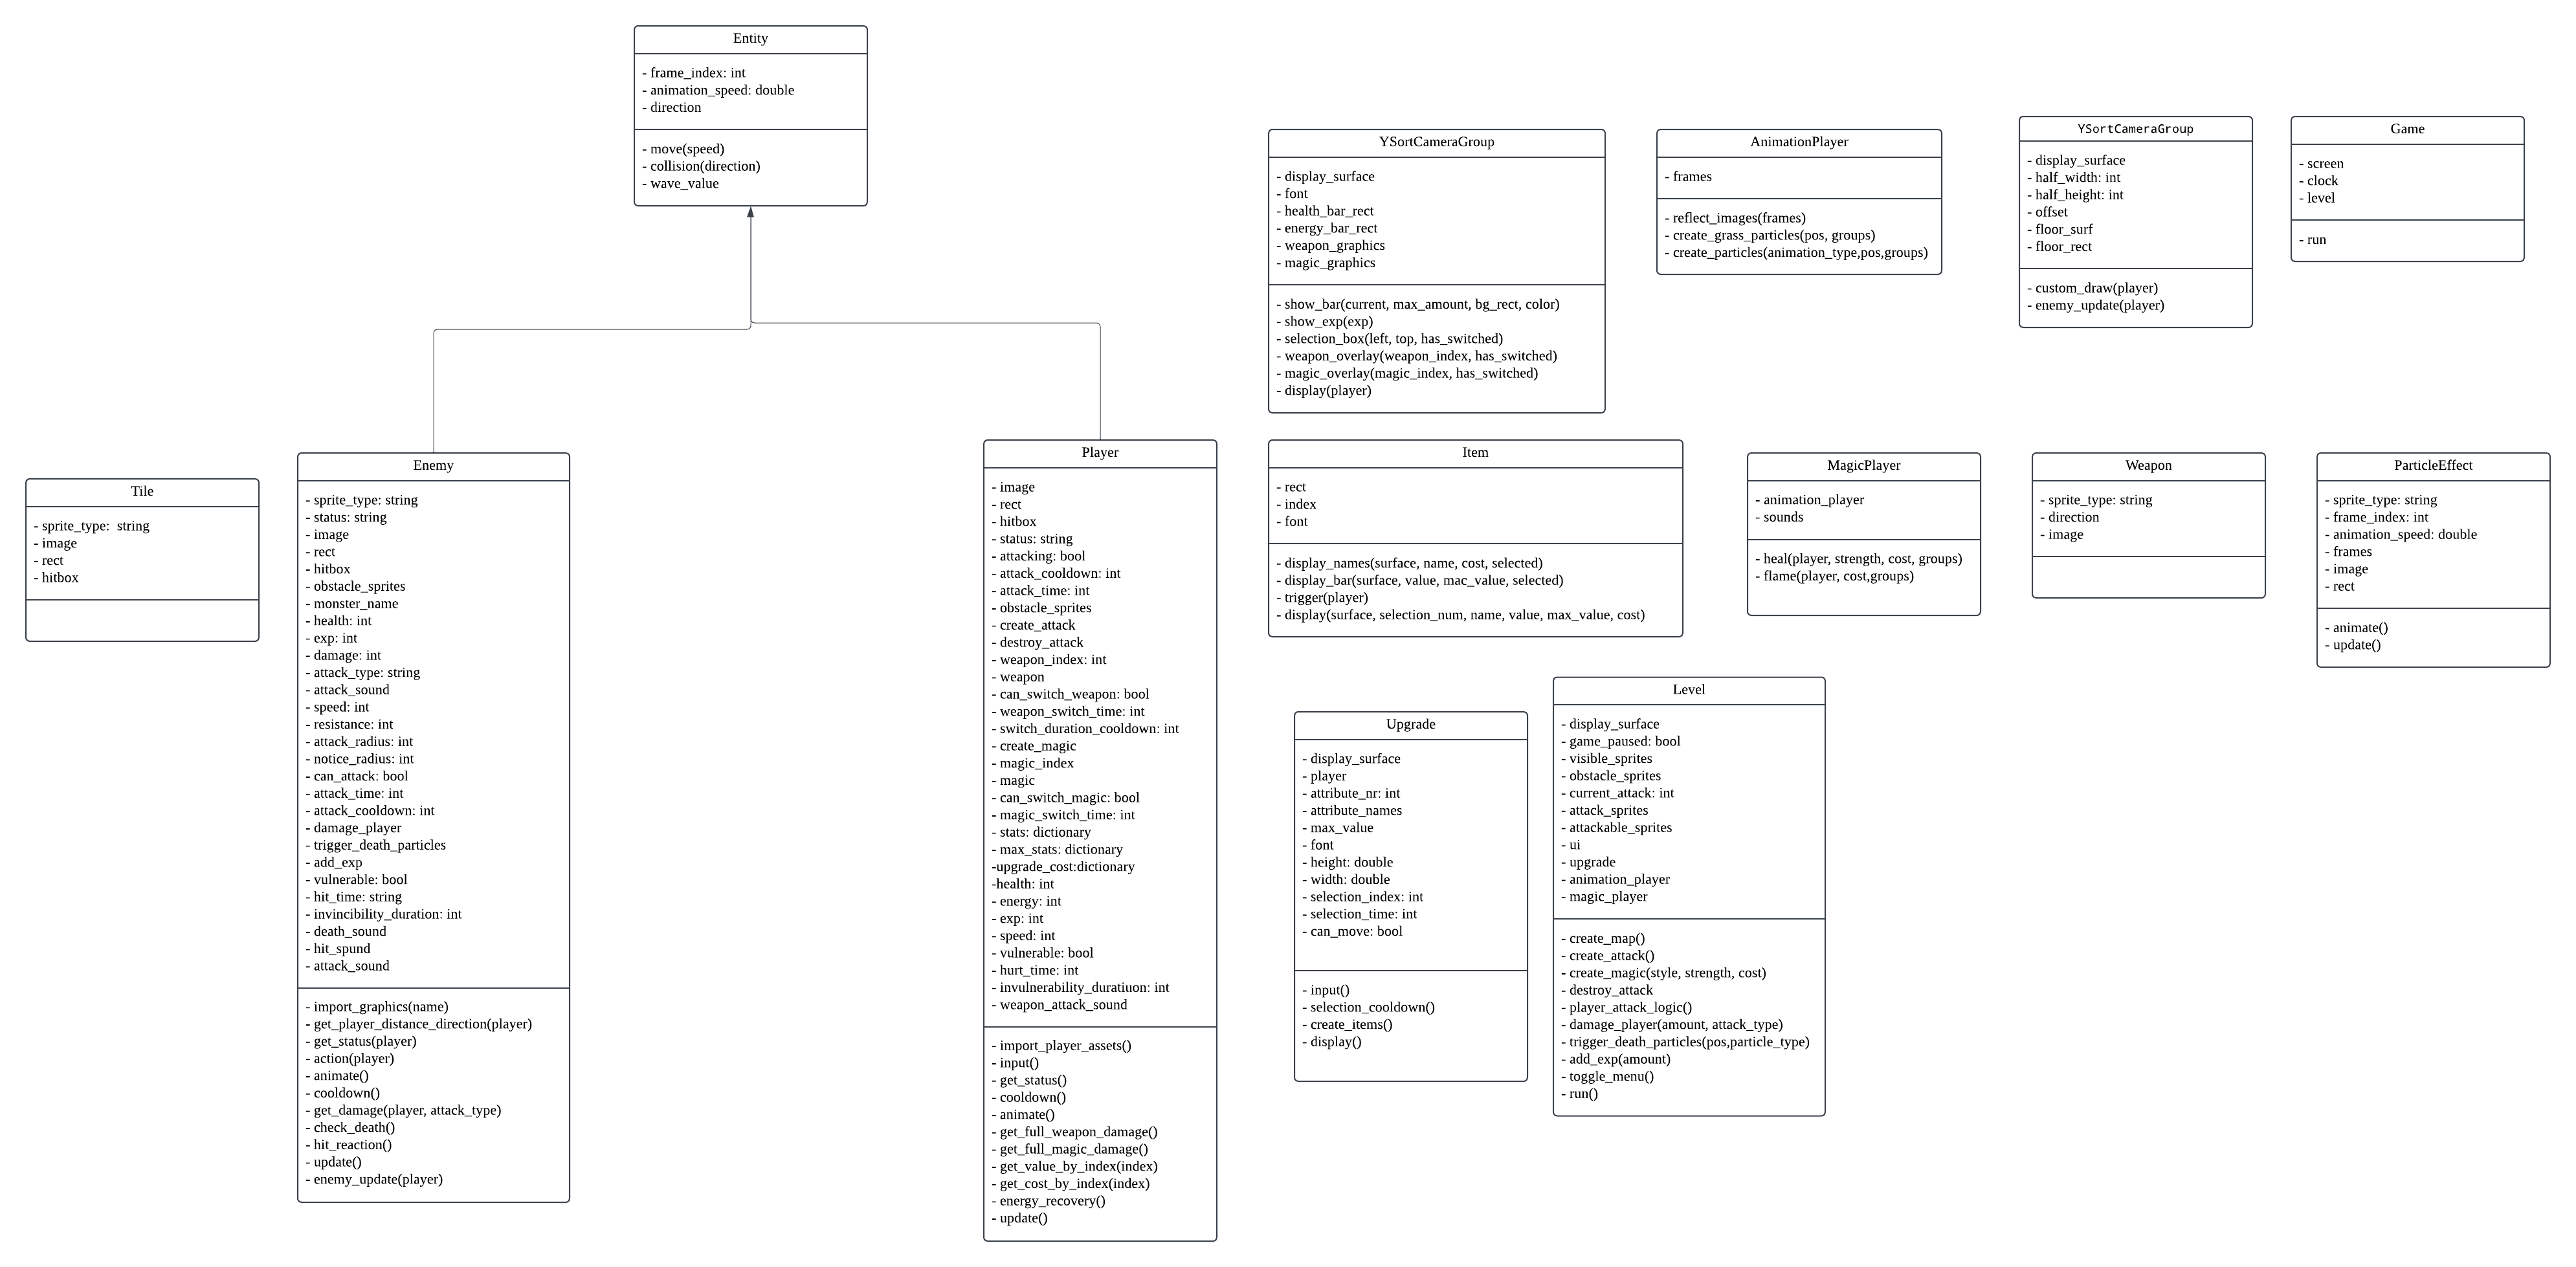 Entity
- frame_index: int
- animation_speed: double
- direction
- move(speed)
- collision(direction)
- wave_value
YSortCameraGroup
- display_surface
- font
- health_bar_rect
- energy_bar_rect
- weapon_graphics
- magic_graphics
- show_bar(current, max_amount, bg_rect, color)
- show_exp(exp)
- selection_box(left, top, has_switched)
- weapon_overlay(weapon_index, has_switched)
- magic_overlay(magic_index, has_switched)
- display(player)
AnimationPlayer
- frames
- reflect_images(frames)
- create_grass_particles(pos, groups)
- create_particles(animation_type,pos,groups)
YSortCameraGroup
- display_surface
- half_width: int
- half_height: int
- offset
- floor_surf
- floor_rect
- custom_draw(player)
- enemy_update(player)
Game
- screen
- clock
- level
- run
Tile
- sprite_type:  string
- image
- rect
- hitbox
Enemy
- sprite_type: string
- status: string
- image
- rect
- hitbox
- obstacle_sprites
- monster_name
- health: int
- exp: int
- damage: int
- attack_type: string
- attack_sound
- speed: int
- resistance: int
- attack_radius: int
- notice_radius: int
- can_attack: bool
- attack_time: int
- attack_cooldown: int
- damage_player
- trigger_death_particles
- add_exp
- vulnerable: bool
- hit_time: string
- invincibility_duration: int
- death_sound
- hit_spund
- attack_sound
- import_graphics(name)
- get_player_distance_direction(player)
- get_status(player)
- action(player)
- animate()
- cooldown()
- get_damage(player, attack_type)
- check_death()
- hit_reaction()
- update()
- enemy_update(player)
Player
- image
- rect
- hitbox
- status: string
- attacking: bool
- attack_cooldown: int
- attack_time: int
- obstacle_sprites
- create_attack
- destroy_attack
- weapon_index: int
- weapon
- can_switch_weapon: bool
- weapon_switch_time: int
- switch_duration_cooldown: int
- create_magic
- magic_index
- magic
- can_switch_magic: bool
- magic_switch_time: int
- stats: dictionary
- max_stats: dictionary
-upgrade_cost:dictionary
-health: int
- energy: int
- exp: int
- speed: int
- vulnerable: bool
- hurt_time: int
- invulnerability_duratiuon: int
- weapon_attack_sound
- import_player_assets()
- input()
- get_status()
- cooldown()
- animate()
- get_full_weapon_damage()
- get_full_magic_damage()
- get_value_by_index(index)
- get_cost_by_index(index)
- energy_recovery()
- update()
Item
- rect
- index
- font
- display_names(surface, name, cost, selected)
- display_bar(surface, value, mac_value, selected)
- trigger(player)
- display(surface, selection_num, name, value, max_value, cost)
MagicPlayer
- animation_player
- sounds
- heal(player, strength, cost, groups)
- flame(player, cost,groups)
Weapon
- sprite_type: string
- direction
- image
ParticleEffect
- sprite_type: string
- frame_index: int
- animation_speed: double
- frames
- image
- rect
- animate()
- update()
Upgrade
- display_surface
- player
- attribute_nr: int
- attribute_names
- max_value
- font
- height: double
- width: double
- selection_index: int
- selection_time: int
- can_move: bool
- input()
- selection_cooldown()
- create_items()
- display()
Level
- display_surface
- game_paused: bool
- visible_sprites
- obstacle_sprites
- current_attack: int
- attack_sprites
- attackable_sprites
- ui
- upgrade
- animation_player
- magic_player
- create_map()
- create_attack()
- create_magic(style, strength, cost)
- destroy_attack
- player_attack_logic()
- damage_player(amount, attack_type)
- trigger_death_particles(pos,particle_type)
- add_exp(amount)
- toggle_menu()
- run()